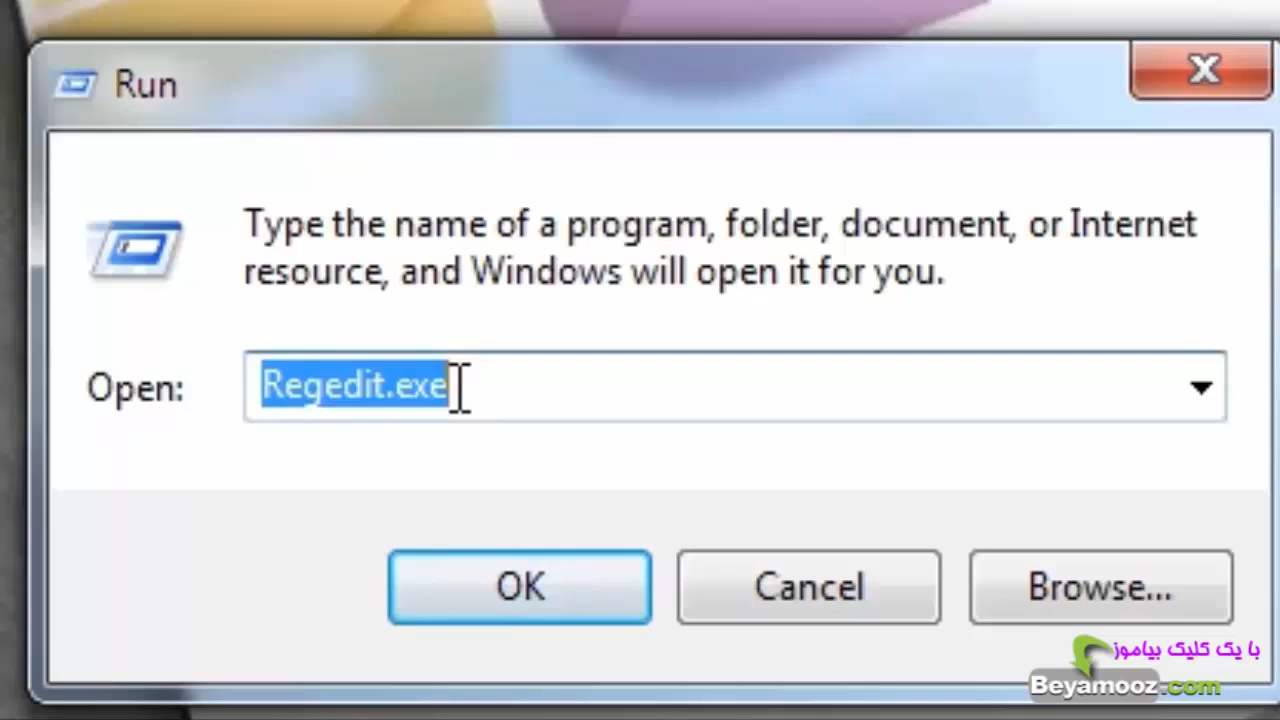 Run
X
Type the name of a program, folder, document, or Internet
resource, and Windows will open it for you.
Open: Regedit.exe
OK Cancel Browse...
با یک کلیک بیاموز
Beyamooz.com